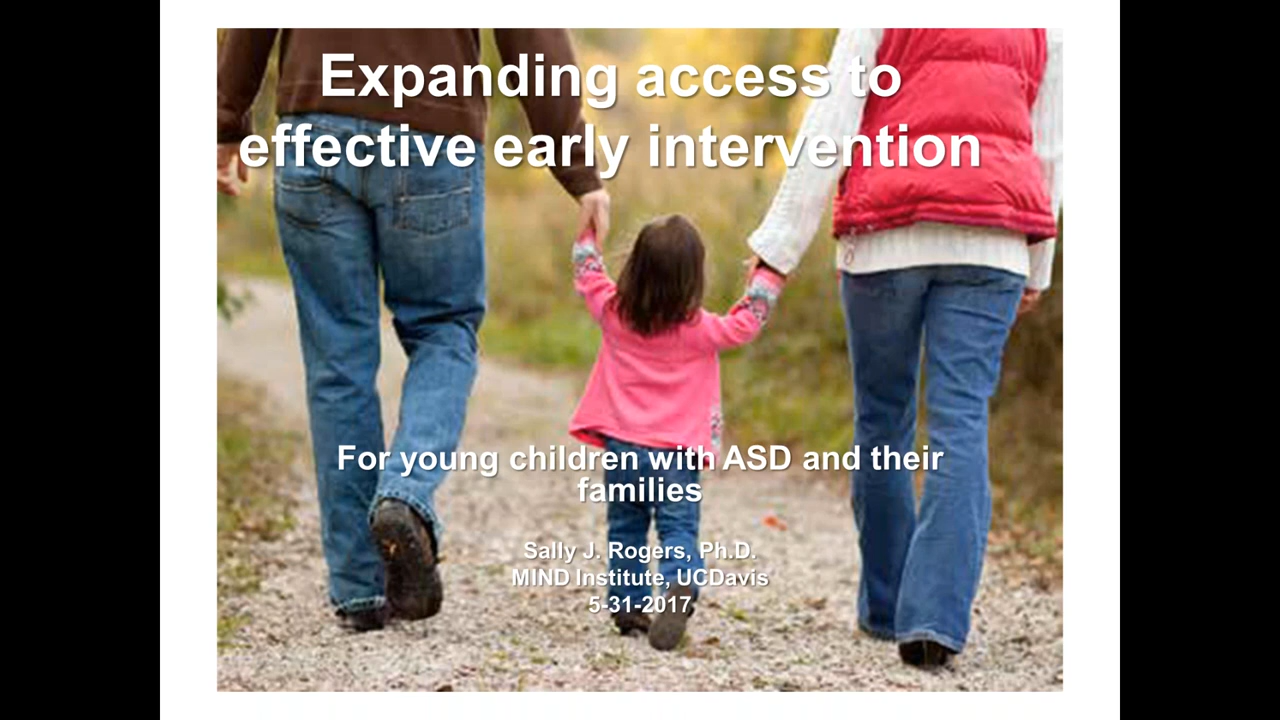 Expanding access to
effective early intervention
For young children with ASD and their
families
Sally J. Rogers, Ph.D.
MIND Institute, UCDavis
5-31-2017